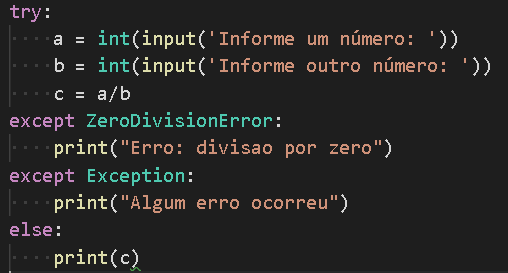 try:
    a = int(input('Informe um número: '))
    b = int(input('Informe outro número: '))
    c = a/b
except ZeroDivisionError:
    print("Erro: divisao por zero")
except Exception:
    print("Algum erro ocorreu")
else:
    print(c)